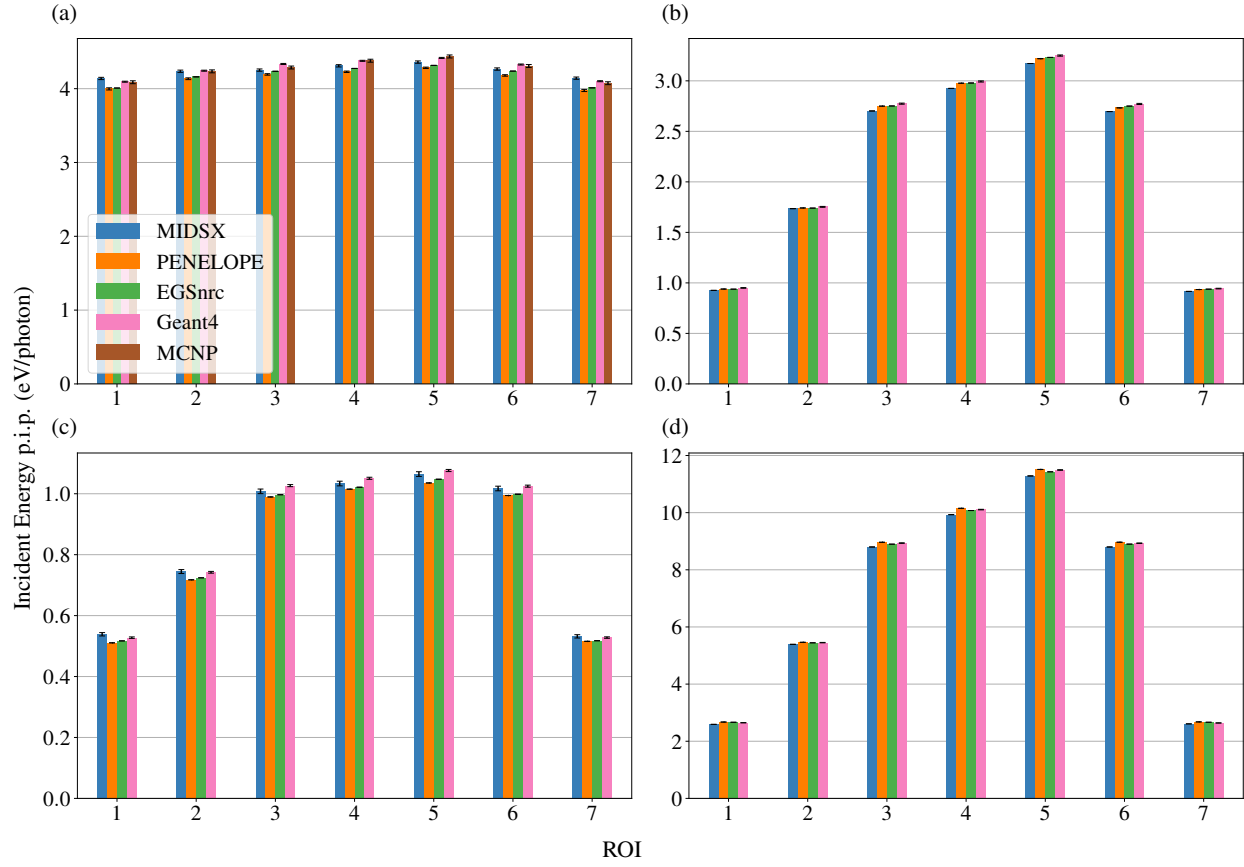 (a)
(b)
4
3
2
1
0
MIDSX
PENELOPE
EGSnrc
Geant4
MCNP
1 2 3 4 5 6 7
3.0
2.5
2.0
1.5
1.0
0.5
0.0
1 2 3 4 5 6 7
Incident Energy p.i.p. (eV/photon)
(c)
(d)
1.0
0.8
0.6
0.4
0.2
0.0
1 2 3 4 5 6 7
12
10
8
6
4
2
0
1 2 3 4 5 6 7
ROI